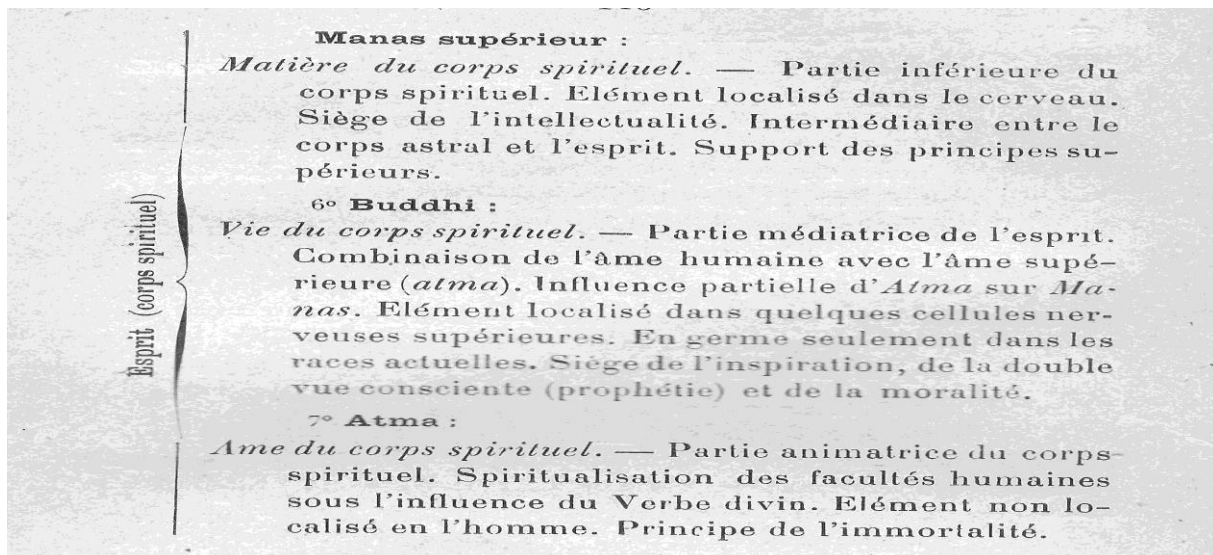 Manas supérieur :
Matière du corps spirituel. — Partie inférieure du
corps spirituel. Elément localisé dans le cerveau.
Siège de l'intellectualité. Intermédiaire entre le
corps astral et l'esprit. Support des principes su-
périeurs.
6º Buddhi :
Vie du corps spirituel. — Partie médiatrice de l'esprit.
Combinaison de l'âme humaine avec l'âme supé-
rieure (atma). Influence partielle d'Atma sur Ma-
nas. Elément localisé dans quelques cellules ner-
veuses supérieures. En germe seulement dans les
races actuelles. Siège de l'inspiration, de la double
vue consciente (prophétie) et de la moralité.
7º Atma :
Ame du corps spirituel. — Partie animatrice du corps
spirituel. Spiritualisation des facultés humaines
sous l'influence du Verbe divin. Elément non lo-
calisé en l'homme. Principe de l'immortalité.
Esprit (corps spirituel)